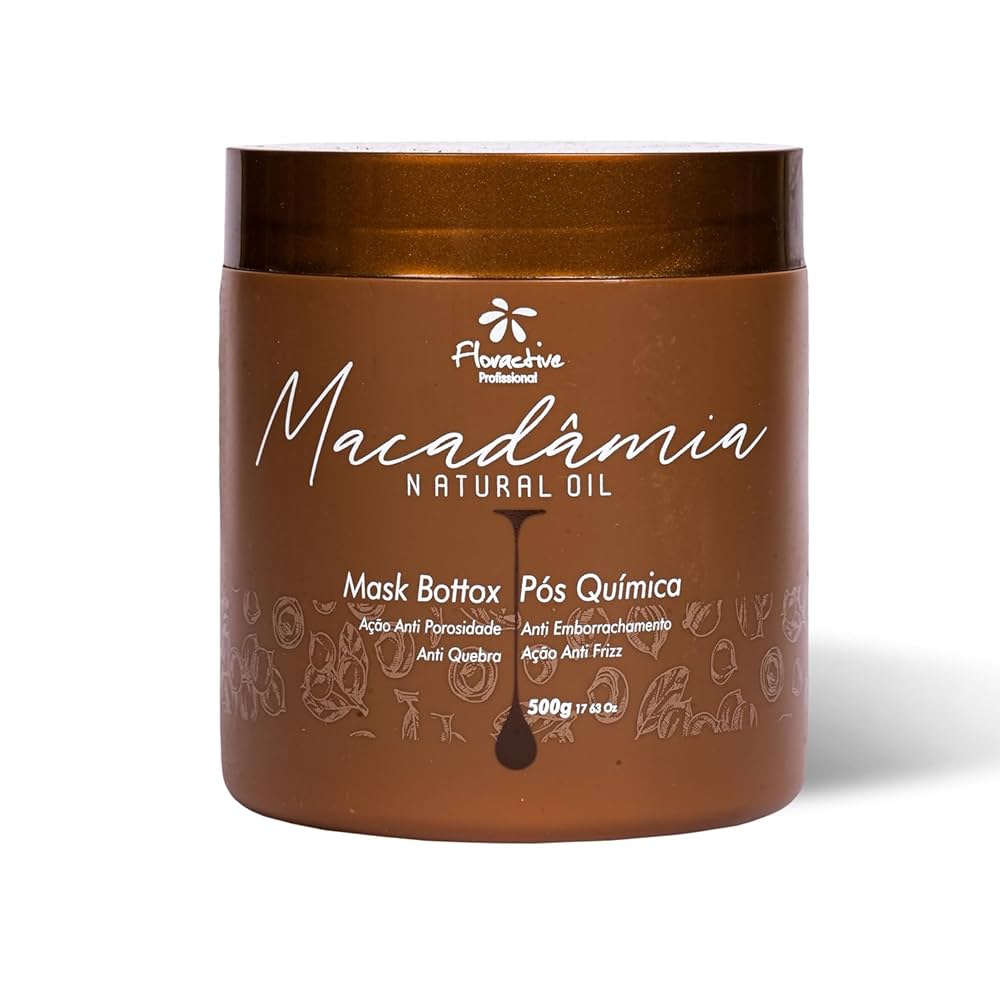 Floractive
Profissional
Macadâmia
NATURAL OIL
Mask Bottox
Ação Anti Porosidade
Anti Quebra
Pós Química
Anti Emborrachamento
Ação Anti Frizz
500g 17 63 Oz